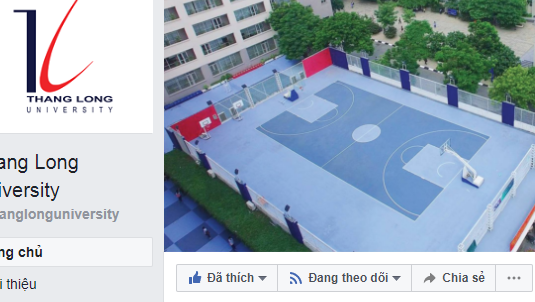 THANG LONG
UNIVERSITY
ang Long
iversity
anglonguniversity
ng chủ
i thiệu
Đã thích
Đang theo dõi
Chia sẻ